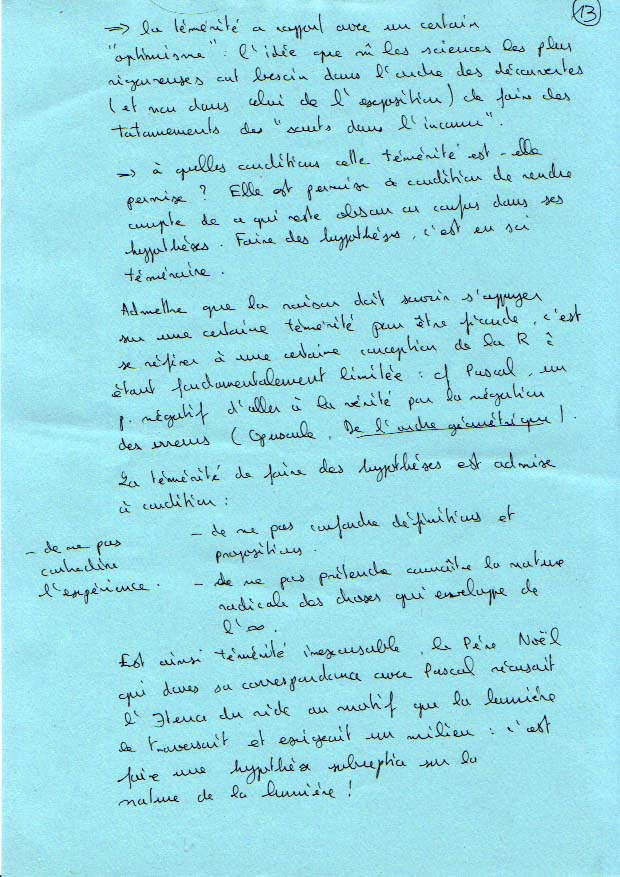 13
⇒ la témérité a rapport avec un certain
"optimisme" : l'idée que mm les sciences les plus
rigoureuses ont besoin dans l'ordre des découvertes
(et non dans celui de l'exposition) de faire des
tatonnements des "sauts dans l'inconnu".
⇒ à quelles conditions cette témérité est-elle
permise ? Elle est permise à condition de rendre
compte de ce qui reste obscur ou confus dans ses
hypothèses. Faire des hypothèses, c'est en soi
téméraire.
Admettre que la raison doit savoir s'appuyer
sur une certaine témérité pour être féconde, c'est
se référer à une certaine conception de la R ê
étant fondamentalement limitée : cf Pascal, un
p. négatif d'aller à la vérité par la négation
des erreurs (Opuscule, De l'ordre géométrique).
La témérité de faire des hypothèses est admise
à condition :
- de ne pas
contredire
l'expérience.
- de ne pas confondre définitions et
propositions.
- de ne pas prétendre connaître la nature
radicale des choses qui enveloppe de
l'∞.
Est ainsi témérité inexcusable, le Père Noël
qui dans sa correspondance avec Pascal récusait
l'∃tence du vide au motif que la lumière
le traversait et exigeait un milieu : c'est
faire une hypothèse subreptice sur la
nature de la lumière !